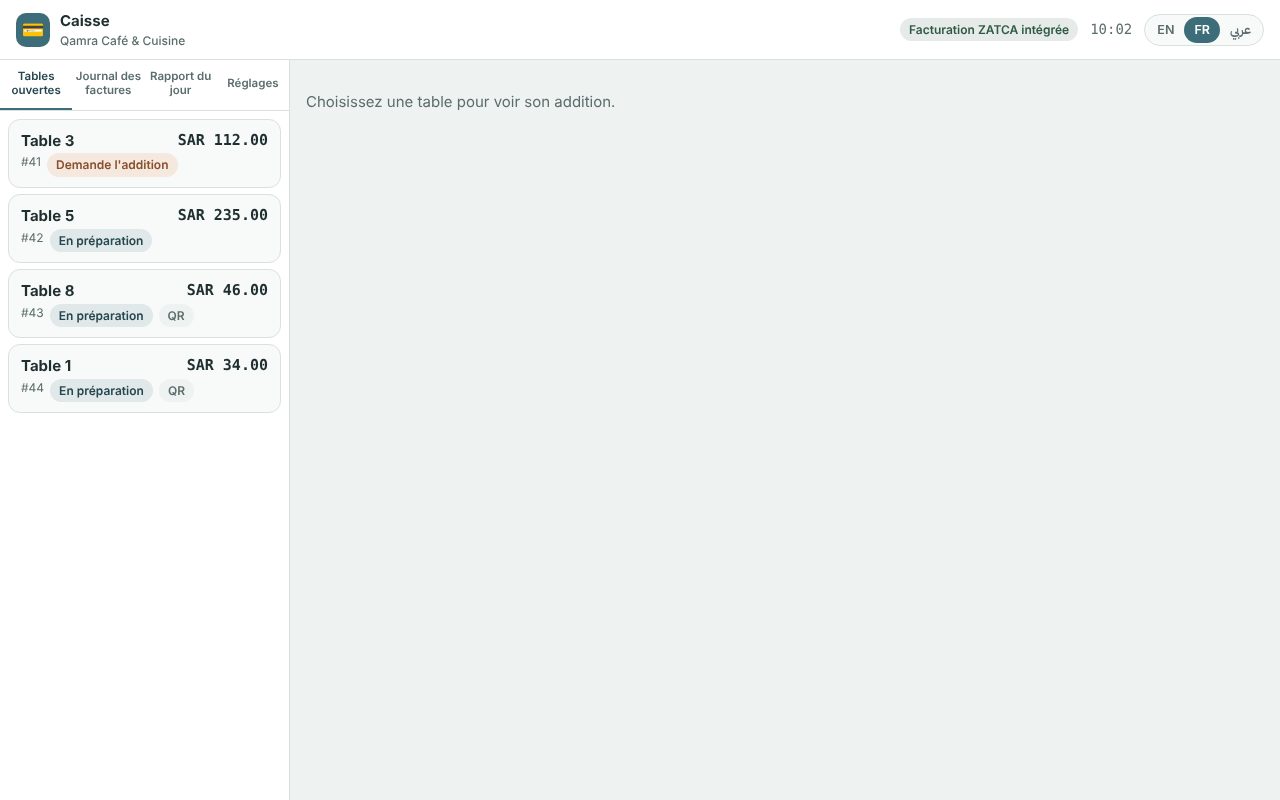 Caisse
Qamra Café & Cuisine
Facturation ZATCA intégrée
10:02
EN
FR
عربي
Tables ouvertes
Journal des factures
Rapport du jour
Réglages
Table 3
SAR 112.00
#41
Demande l'addition
Table 5
SAR 235.00
#42
En préparation
Table 8
SAR 46.00
#43
En préparation
QR
Table 1
SAR 34.00
#44
En préparation
QR
Choisissez une table pour voir son addition.